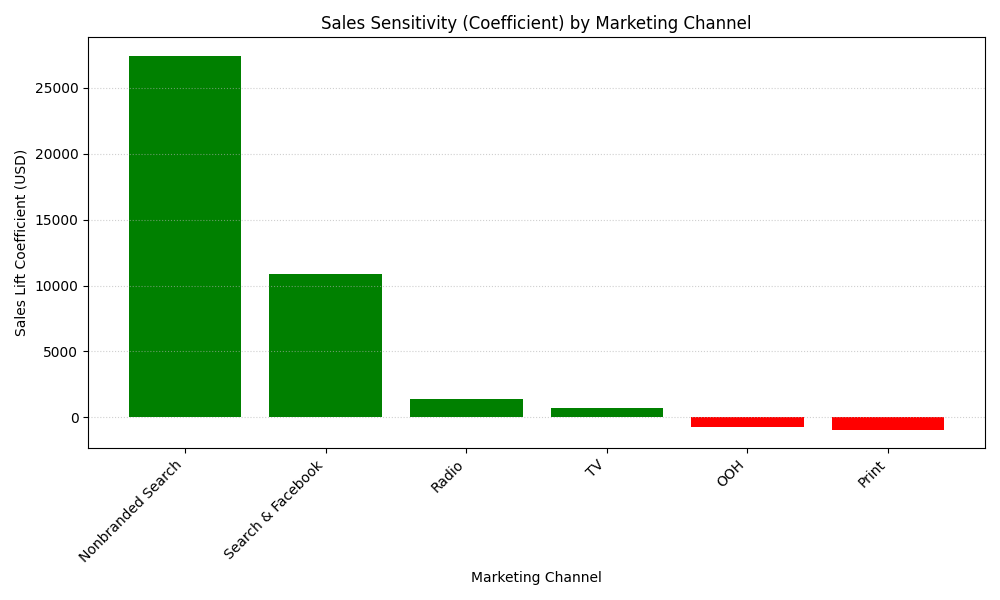 Sales Sensitivity (Coefficient) by Marketing Channel
Sales Lift Coefficient (USD)
25000
20000
15000
10000
5000
0
Nonbranded Search
Search & Facebook
Radio
TV
OOH
Print
Marketing Channel